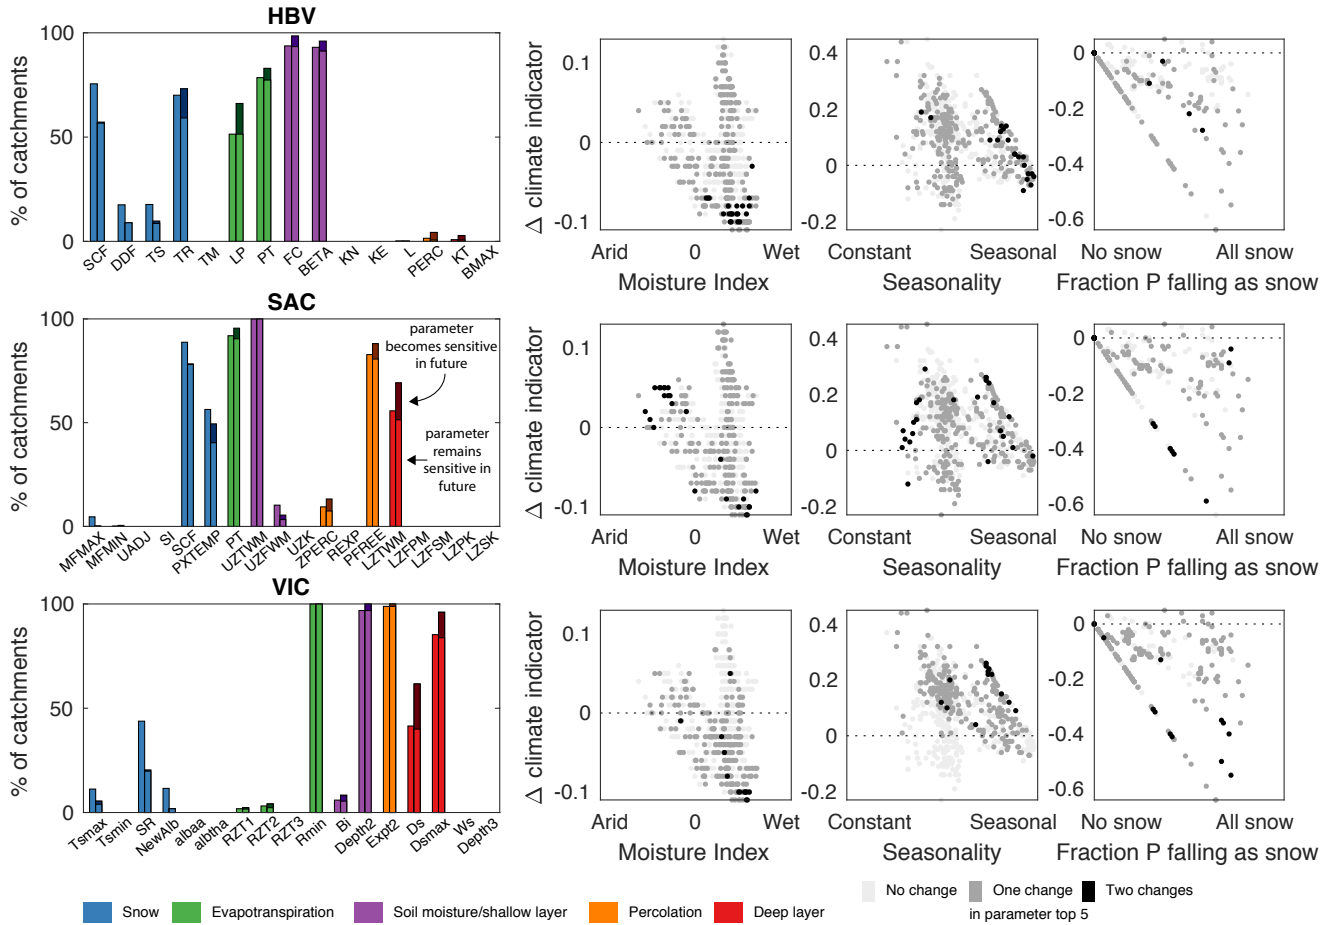 HBV
% of catchments
100
50
0
SCF
DDF
TS
TR
TM
LP
PT
FC
BETA
KN
KE
L
PERC
KT
BMAX
Δ climate indicator
0.1
0
-0.1
Arid 0 Wet
Moisture Index
0.4
0.2
0
-0.2
Constant Seasonal
Seasonality
0
-0.2
-0.4
-0.6
No snow All snow
Fraction P falling as snow
SAC
% of catchments
100
50
0
parameter
becomes sensitive
in future
parameter
remains
sensitive in
future
MFMAX
MFMIN
UADJ
SI
SCF
PXTEMP
PT
UZTWM
UZFWM
UZK
ZPERC
REXP
PFREE
LZTWM
LZFPM
LZFSM
LZPK
LZSK
Δ climate indicator
0.1
0
-0.1
Arid 0 Wet
Moisture Index
0.4
0.2
0
-0.2
Constant Seasonal
Seasonality
0
-0.2
-0.4
-0.6
No snow All snow
Fraction P falling as snow
VIC
% of catchments
100
50
0
Tsmax
Tsmin
SR
NewAlb
albaa
albtha
RZT1
RZT2
RZT3
Rmin
Bi
Depth2
Expt2
Ds
Dsmax
Ws
Depth3
Δ climate indicator
0.1
0
-0.1
Arid 0 Wet
Moisture Index
0.4
0.2
0
-0.2
Constant Seasonal
Seasonality
0
-0.2
-0.4
-0.6
No snow All snow
Fraction P falling as snow
Snow Evapotranspiration Soil moisture/shallow layer Percolation Deep layer
No change One change Two changes
in parameter top 5